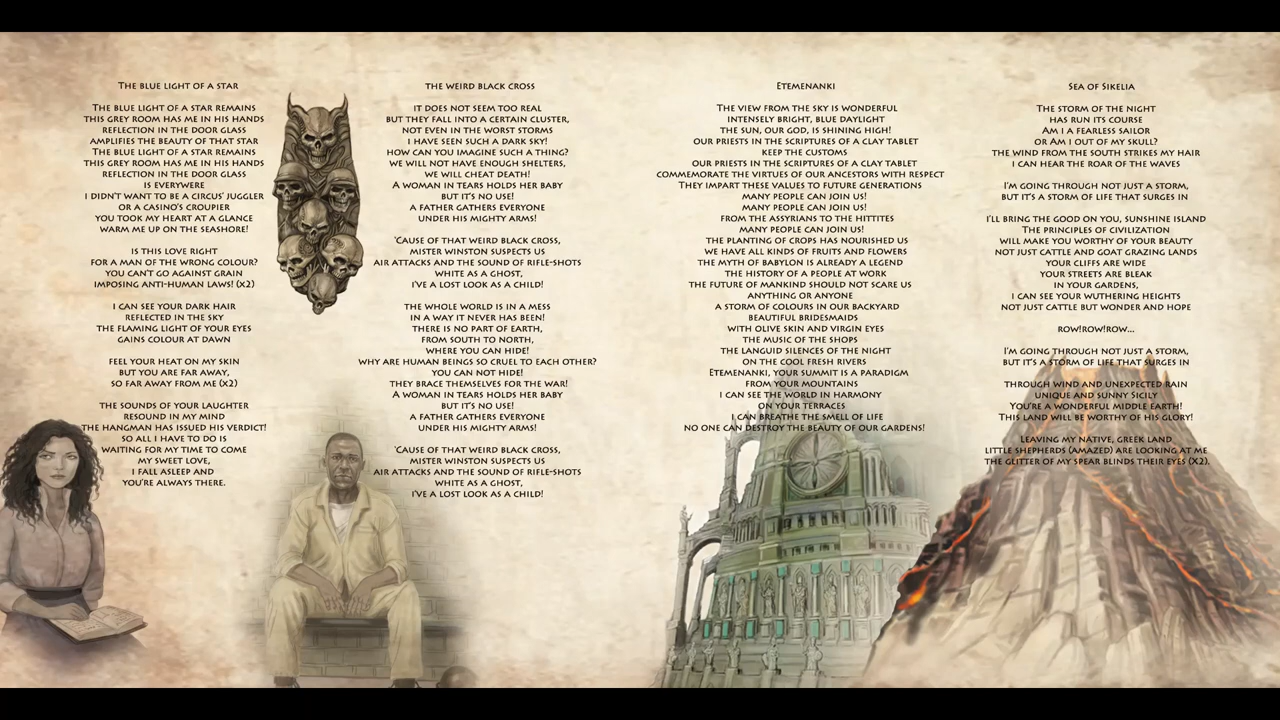 The blue light of a star
The blue light of a star remains
this grey room has me in his hands
reflection in the door glass
amplifies the beauty of that star
The blue light of a star remains
this grey room has me in his hands
reflection in the door glass
is everywere
I didn't want to be a circus' juggler
or a casino's croupier
you took my heart at a glance
warm me up on the seashore!
Is this love right
for a man of the wrong colour?
you can't go against grain
imposing anti-human laws! (x2)
I can see your dark hair
reflected in the sky
the flaming light of your eyes
gains colour at dawn
Feel your heat on my skin
but you are far away,
so far away from me (x2)
The sounds of your laughter
resound in my mind
the hangman has issued his verdict!
so all I have to do is
waiting for my time to come
my sweet love,
I fall asleep and
you're always there.
the weird black cross
it does not seem too real
but they fall into a certain cluster,
not even in the worst storms
I have seen such a dark sky!
How can you imagine such a thing?
we will not have enough shelters,
we will cheat death!
A woman in tears holds her baby
but it's no use!
a father gathers everyone
under his mighty arms!
'Cause of that weird black cross,
mister Winston suspects us
air attacks and the sound of rifle-shots
white as a ghost,
I've a lost look as a child!
The whole world is in a mess
in a way it never has been!
there is no part of earth,
from south to north,
where you can hide!
why are human beings so cruel to each other?
you can not hide!
they brace themselves for the war!
A woman in tears holds her baby
but it's no use!
a father gathers everyone
under his mighty arms!
'Cause of that weird black cross,
mister Winston suspects us
air attacks and the sound of rifle-shots
white as a ghost,
I've a lost look as a child!
Etemenanki
The view from the sky is wonderful
intensely bright, blue daylight
the sun, our god, is shining high!
our priests in the scriptures of a clay tablet
keep the customs
our priests in the scriptures of a clay tablet
commemorate the virtues of our ancestors with respect
They impart these values to future generations
many people can join us!
many people can join us!
from the Assyrians to the Hittites
many people can join us!
the planting of crops has nourished us
we have all kinds of fruits and flowers
the myth of Babylon is already a legend
the history of a people at work
the future of mankind should not scare us
anything or anyone
a storm of colours in our backyard
beautiful bridesmaids
with olive skin and virgin eyes
the music of the shops
the languid silences of the night
on the cool fresh rivers
Etemenanki, your summit is a paradigm
from your mountains
I can see the world in harmony
on your terraces
I can breathe the smell of life
no one can destroy the beauty of our gardens!
Sea of Sikelia
The storm of the night
has run its course
Am I a fearless sailor
or Am I out of my skull?
the wind from the south strikes my hair
I can hear the roar of the waves
I'm going through not just a storm,
but it's a storm of life that surges in
I'll bring the good on you, sunshine island
The principles of civilization
will make you worthy of your beauty
not just cattle and goat grazing lands
your cliffs are wide
your streets are bleak
in your gardens,
I can see your wuthering heights
not just cattle but wonder and hope
row!row!row...
I'm going through not just a storm,
but it's a storm of life that surges in
through wind and unexpected rain
unique and sunny Sicily
You're a wonderful middle earth!
This land will be worthy of his glory!
Leaving my native, Greek land
little shepherds (amazed) are looking at me
the glitter of my spear blinds their eyes (x2).